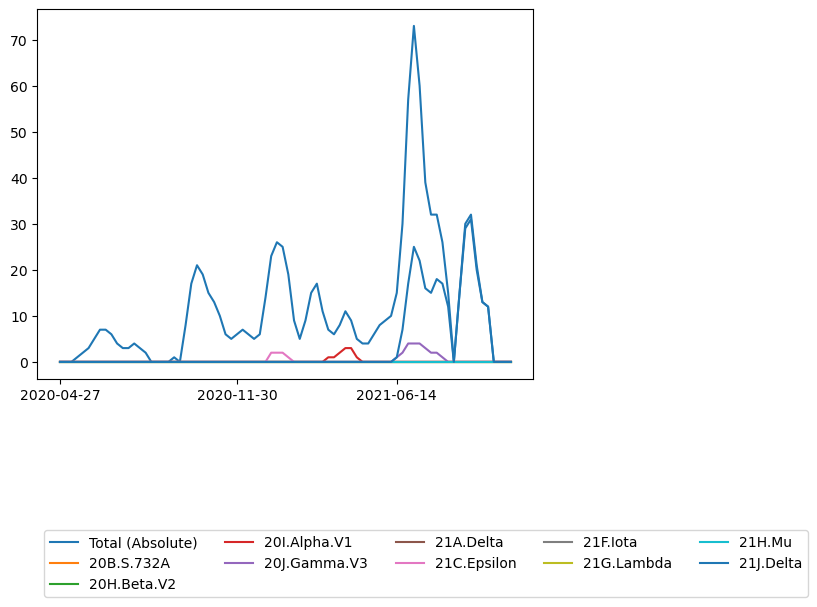 70
60
50
40
30
20
10
0
2020-04-27 2020-11-30 2021-06-14
Total (Absolute) 20I.Alpha.V1 21A.Delta 21F.Iota 21H.Mu
20B.S.732A 20J.Gamma.V3 21C.Epsilon 21G.Lambda 21J.Delta
20H.Beta.V2